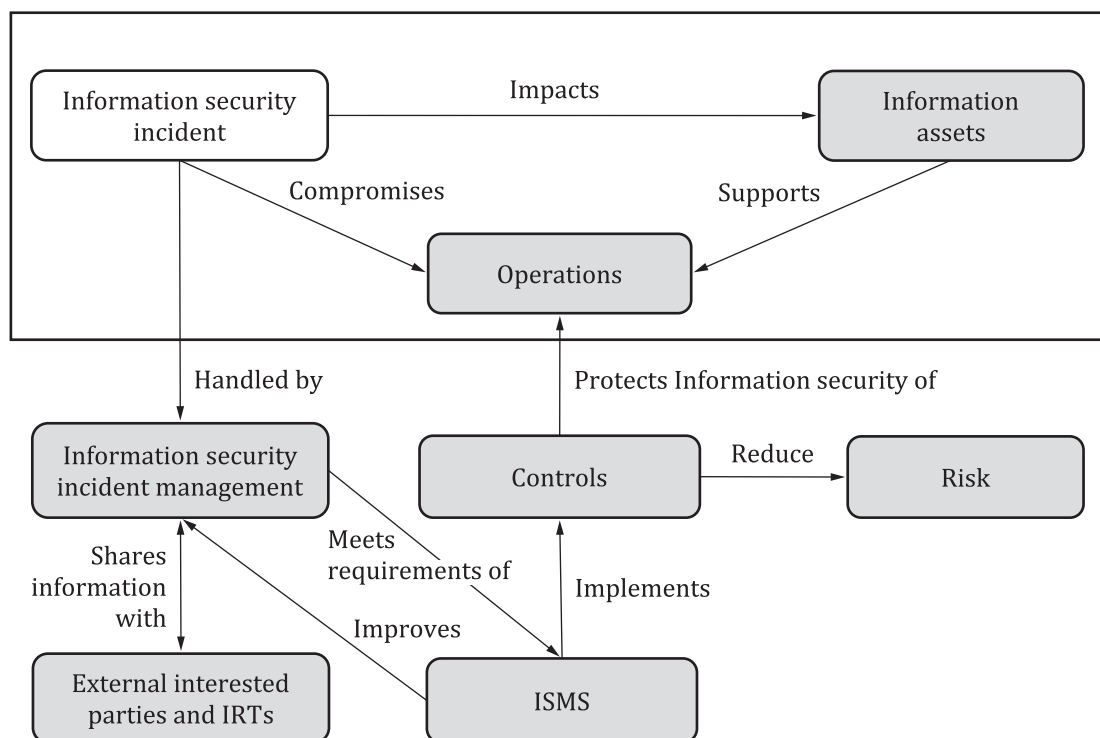 Information security
incident
Impacts
Information
assets
Compromises
Supports
Operations
Handled by
Protects Information security of
Information security
incident management
Controls
Reduce
Risk
Shares
information
with
Meets
requirements of
Implements
Improves
External interested
parties and IRTs
ISMS